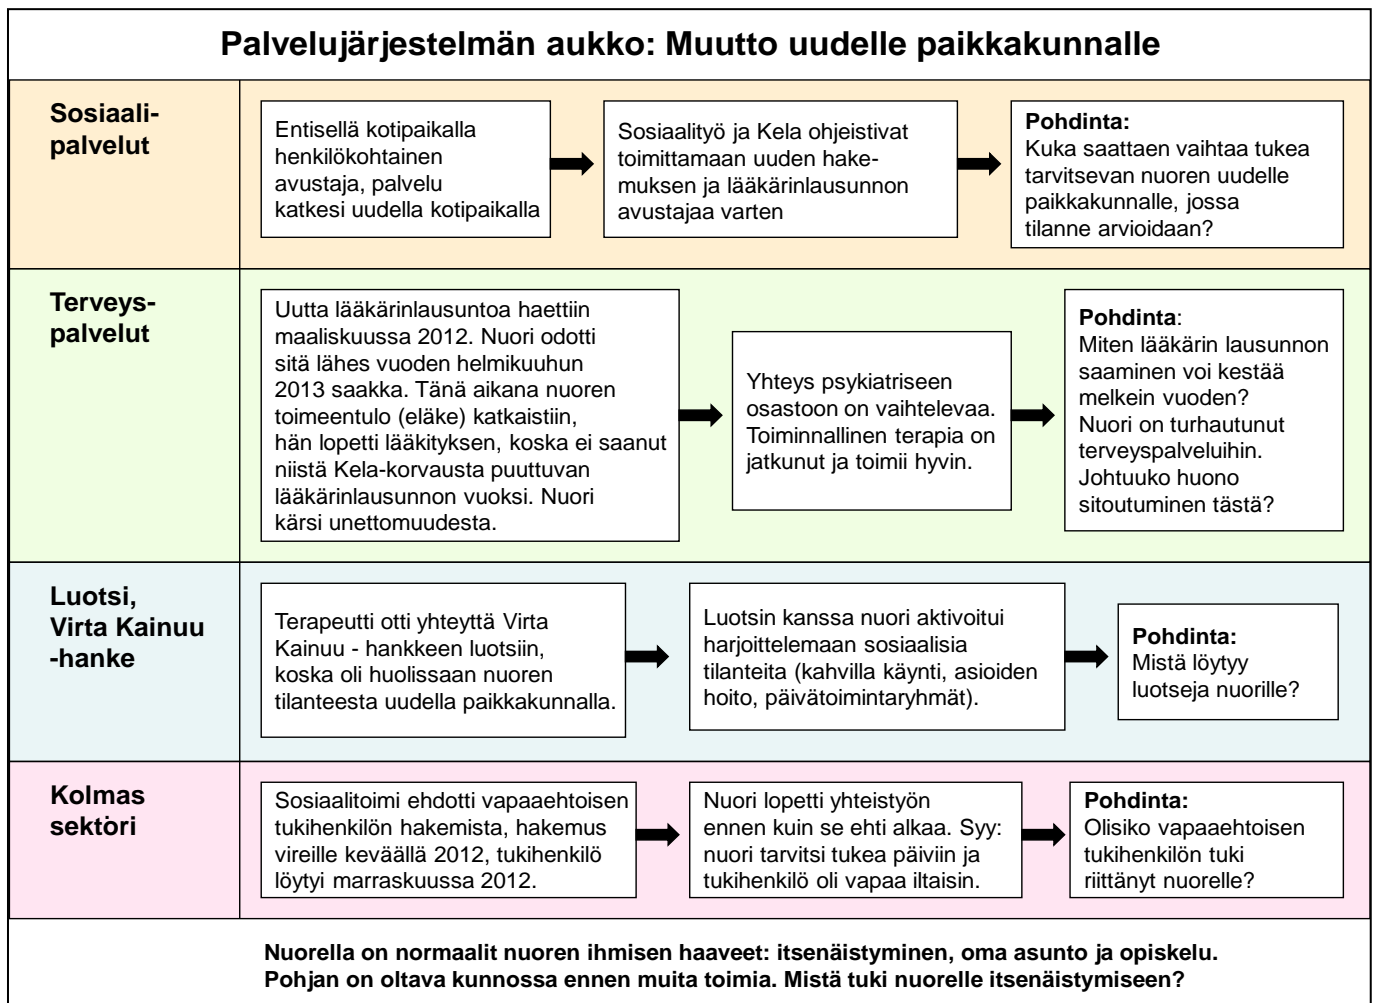 Palvelujärjestelmän aukko: Muutto uudelle paikkakunnalle
Sosiaali-
palvelut
Entisellä kotipaikalla
henkilökohtainen
avustaja, palvelu
katkesi uudella kotipaikalla
Sosiaalityö ja Kela ohjeistivat
toimittamaan uuden hake-
muksen ja lääkärinlausunnon
avustajaa varten
Pohdinta:
Kuka saattaen vaihtaa tukea
tarvitsevan nuoren uudelle
paikkakunnalle, jossa
tilanne arvioidaan?
Terveys-
palvelut
Uutta lääkärinlausuntoa haettiin
maaliskuussa 2012. Nuori odotti
sitä lähes vuoden helmikuuhun
2013 saakka. Tänä aikana nuoren
toimeentulo (eläke) katkaistiin,
hän lopetti lääkityksen, koska ei saanut
niistä Kela-korvausta puuttuvan
lääkärinlausunnon vuoksi. Nuori
kärsi unettomuudesta.
Yhteys psykiatriseen
osastoon on vaihtelevaa.
Toiminnallinen terapia on
jatkunut ja toimii hyvin.
Pohdinta:
Miten lääkärin lausunnon
saaminen voi kestää
melkein vuoden?
Nuori on turhautunut
terveyspalveluihin.
Johtuuko huono
sitoutuminen tästä?
Luotsi,
Virta Kainuu
-hanke
Terapeutti otti yhteyttä Virta
Kainuu - hankkeen luotsiin,
koska oli huolissaan nuoren
tilanteesta uudella paikkakunnalla.
Luotsin kanssa nuori aktivoitui
harjoittelemaan sosiaalisia
tilanteita (kahvilla käynti, asioiden
hoito, päivätoimintaryhmät).
Pohdinta:
Mistä löytyy
luotseja nuorille?
Kolmas
sektori
Sosiaalitoimi ehdotti vapaaehtoisen
tukihenkilön hakemista, hakemus
vireille keväällä 2012, tukihenkilö
löytyi marraskuussa 2012.
Nuori lopetti yhteistyön
ennen kuin se ehti alkaa. Syy:
nuori tarvitsi tukea päiviin ja
tukihenkilö oli vapaa iltaisin.
Pohdinta:
Olisiko vapaaehtoisen
tukihenkilön tuki
riittänyt nuorelle?
Nuorella on normaalit nuoren ihmisen haaveet: itsenäistyminen, oma asunto ja opiskelu.
Pohjan on oltava kunnossa ennen muita toimia. Mistä tuki nuorelle itsenäistymiseen?